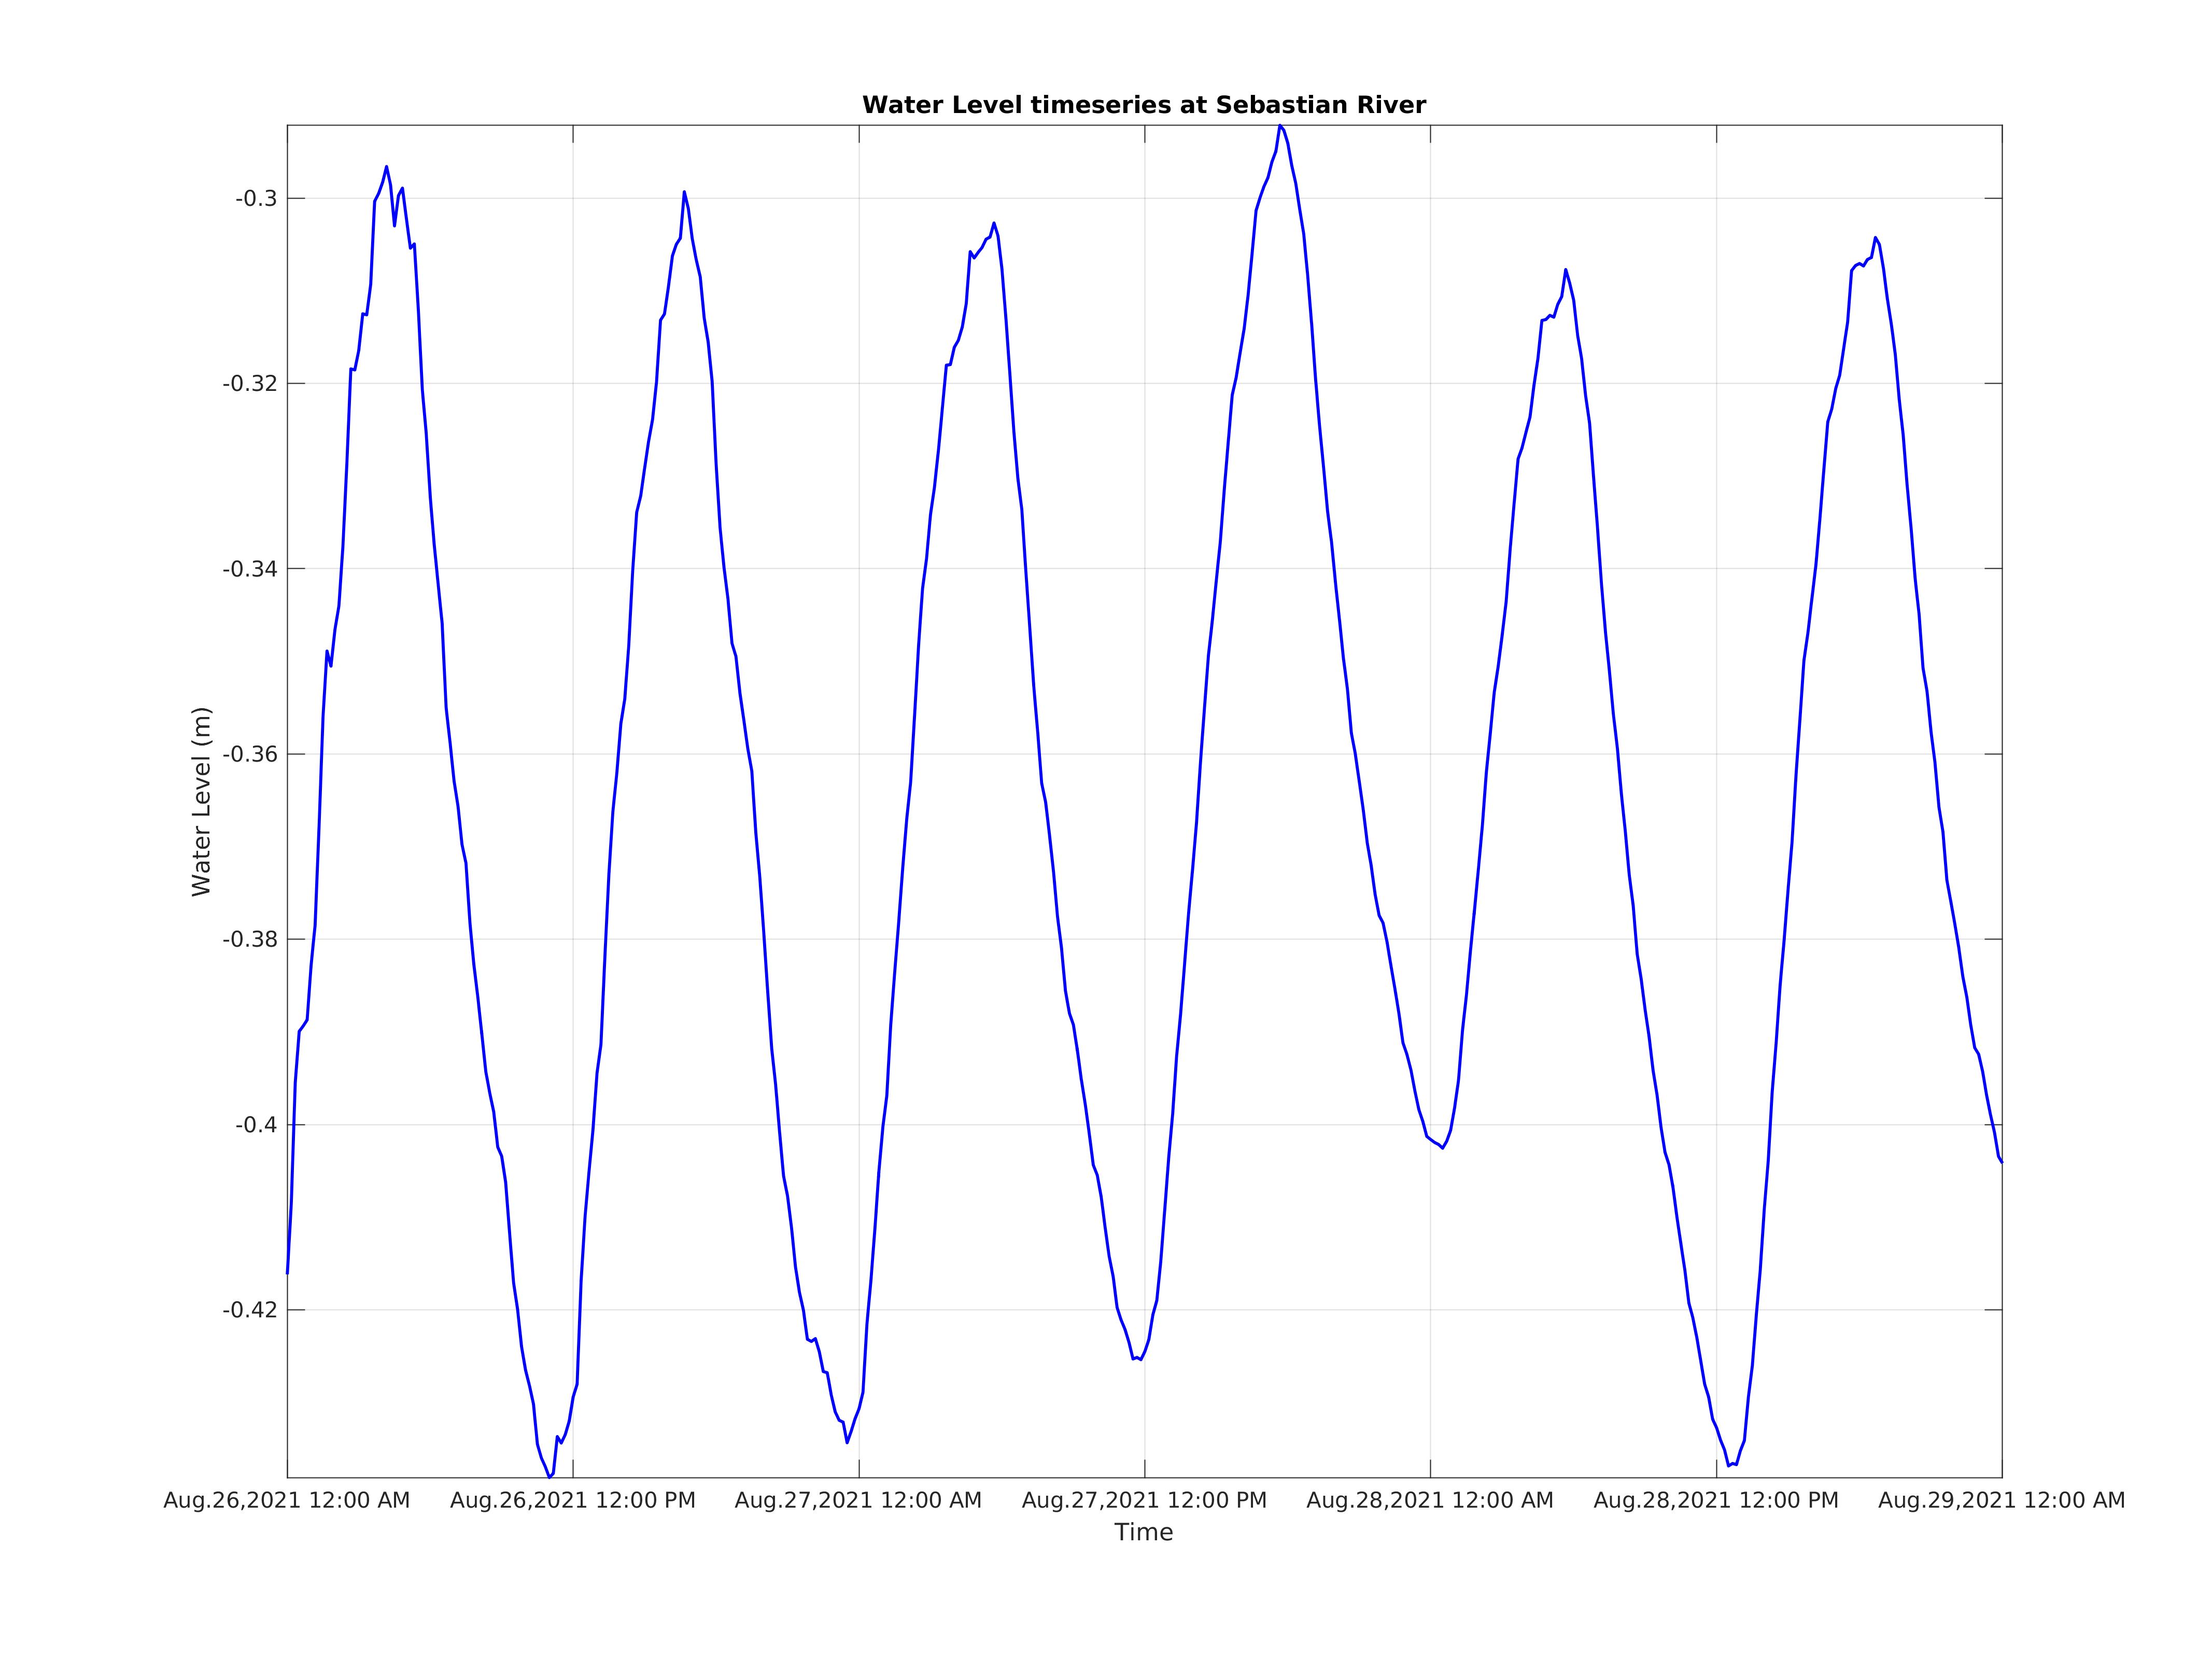 Water Level timeseries at Sebastian River
-0.3
-0.32
-0.34
-0.36
-0.38
-0.4
-0.42
Water Level (m)
Aug.26,2021 12:00 AM
Aug.26,2021 12:00 PM
Aug.27,2021 12:00 AM
Aug.27,2021 12:00 PM
Aug.28,2021 12:00 AM
Aug.28,2021 12:00 PM
Aug.29,2021 12:00 AM
Time